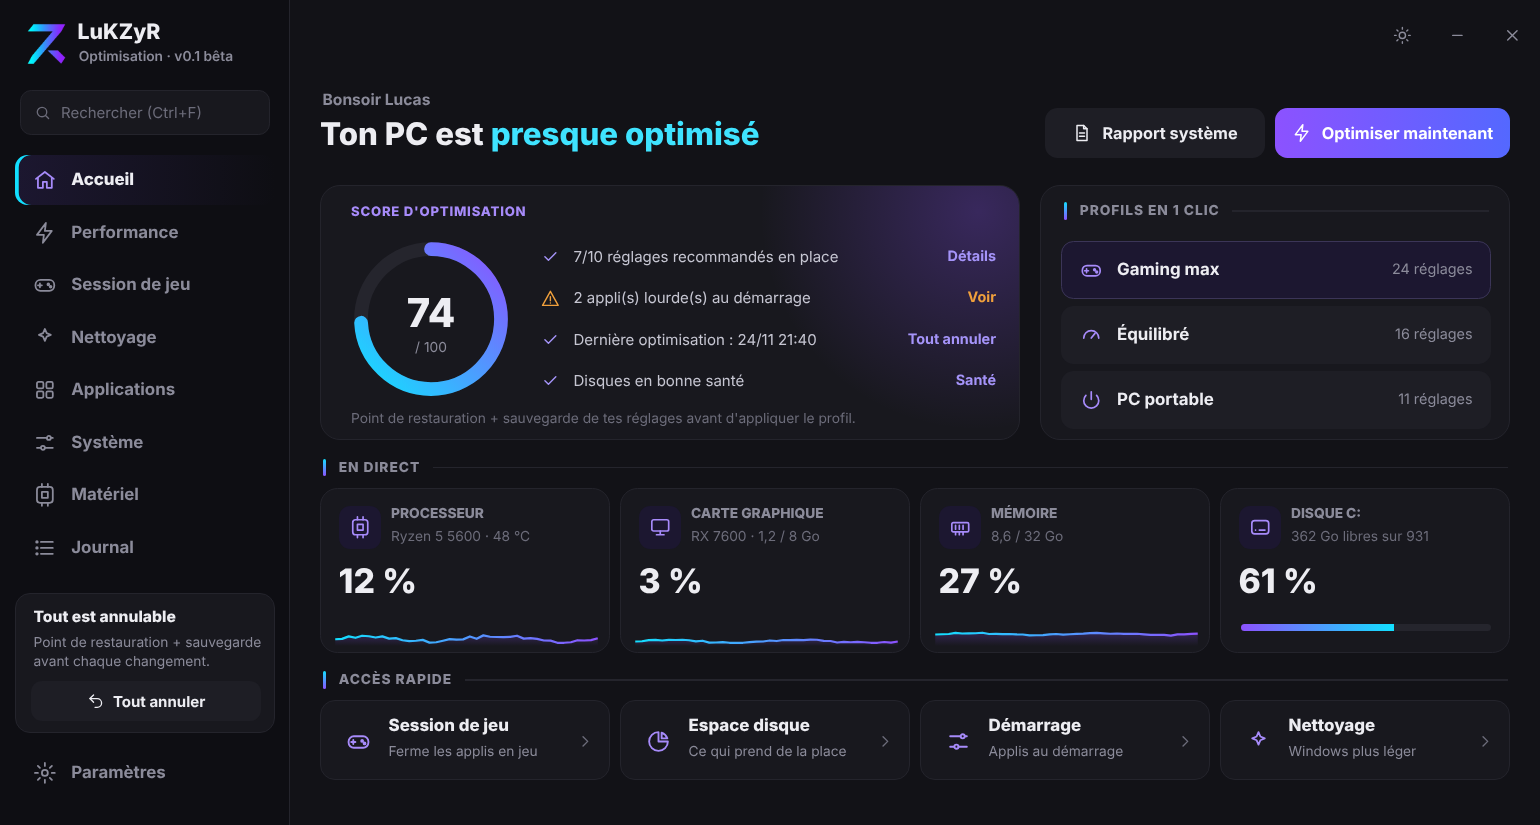 LuKZyR
Optimisation · v0.1 bêta
Rechercher (Ctrl+F)
Accueil
Performance
Session de jeu
Nettoyage
Applications
Système
Matériel
Journal
Tout est annulable
Point de restauration + sauvegarde
avant chaque changement.
Tout annuler
Paramètres
Bonsoir Lucas
Ton PC est presque optimisé
Rapport système
Optimiser maintenant
SCORE D'OPTIMISATION
74
/ 100
7/10 réglages recommandés en place
Détails
2 appli(s) lourde(s) au démarrage
Voir
Dernière optimisation : 24/11 21:40
Tout annuler
Disques en bonne santé
Santé
Point de restauration + sauvegarde de tes réglages avant d'appliquer le profil.
PROFILS EN 1 CLIC
Gaming max
24 réglages
Équilibré
16 réglages
PC portable
11 réglages
EN DIRECT
PROCESSEUR
Ryzen 5 5600 · 48 °C
12 %
CARTE GRAPHIQUE
RX 7600 · 1,2 / 8 Go
3 %
MÉMOIRE
8,6 / 32 Go
27 %
DISQUE C:
362 Go libres sur 931
61 %
ACCÈS RAPIDE
Session de jeu
Ferme les applis en jeu
Espace disque
Ce qui prend de la place
Démarrage
Applis au démarrage
Nettoyage
Windows plus léger